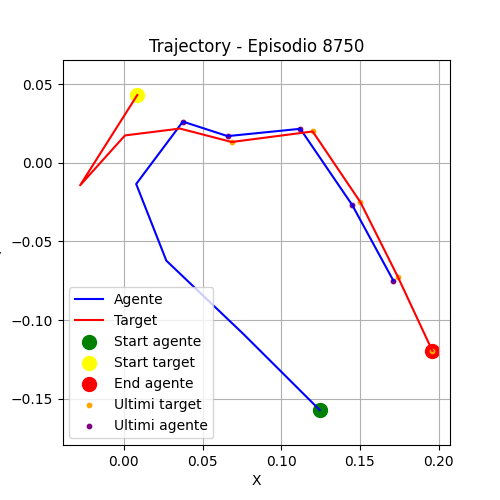 Trajectory - Episodio 8750
0.05
0.00
−0.05
−0.10
−0.15
Agente
Target
Start agente
Start target
End agente
Ultimi target
Ultimi agente
0.00 0.05 0.10 0.15 0.20
X